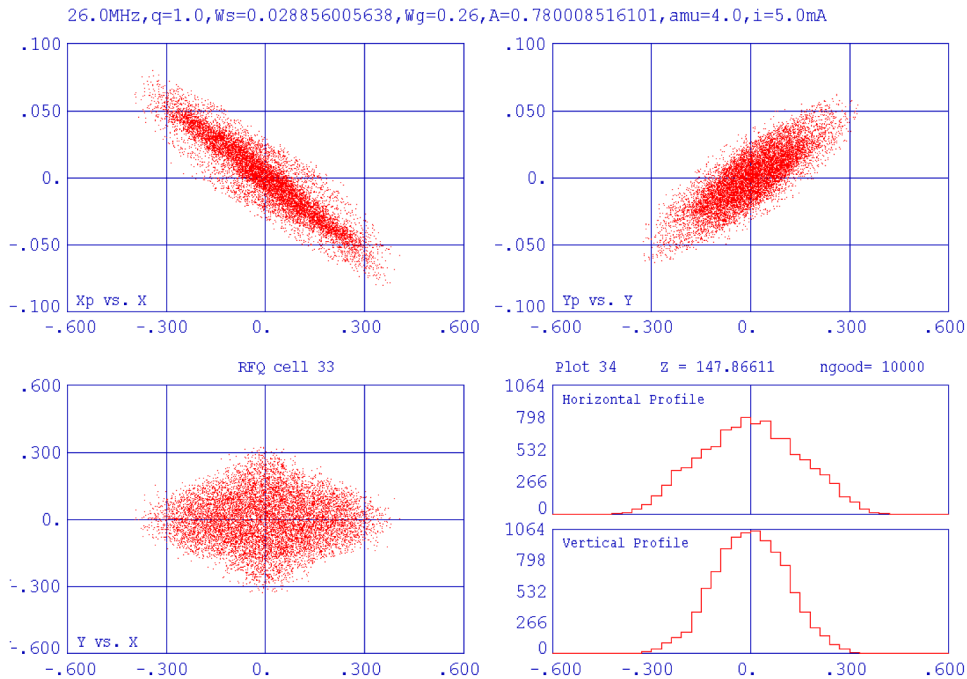 26.0MHz,q=1.0,Ws=0.028856005638,Wg=0.26,A=0.780008516101,amu=4.0,i=5.0mA
.100
.050
0.
-.050
-.100
Xp vs. X
-.600 -.300 0. .300 .600
.100
.050
0.
-.050
-.100
Yp vs. Y
-.600 -.300 0. .300 .600
RFQ cell 33
.600
.300
0.
-.300
-.600
Y vs. X
-.600 -.300 0. .300 .600
Plot 34 Z = 147.86611 ngood= 10000
1064
798
532
266
0
Horizontal Profile
1064
798
532
266
0
Vertical Profile
-.600 -.300 0. .300 .600